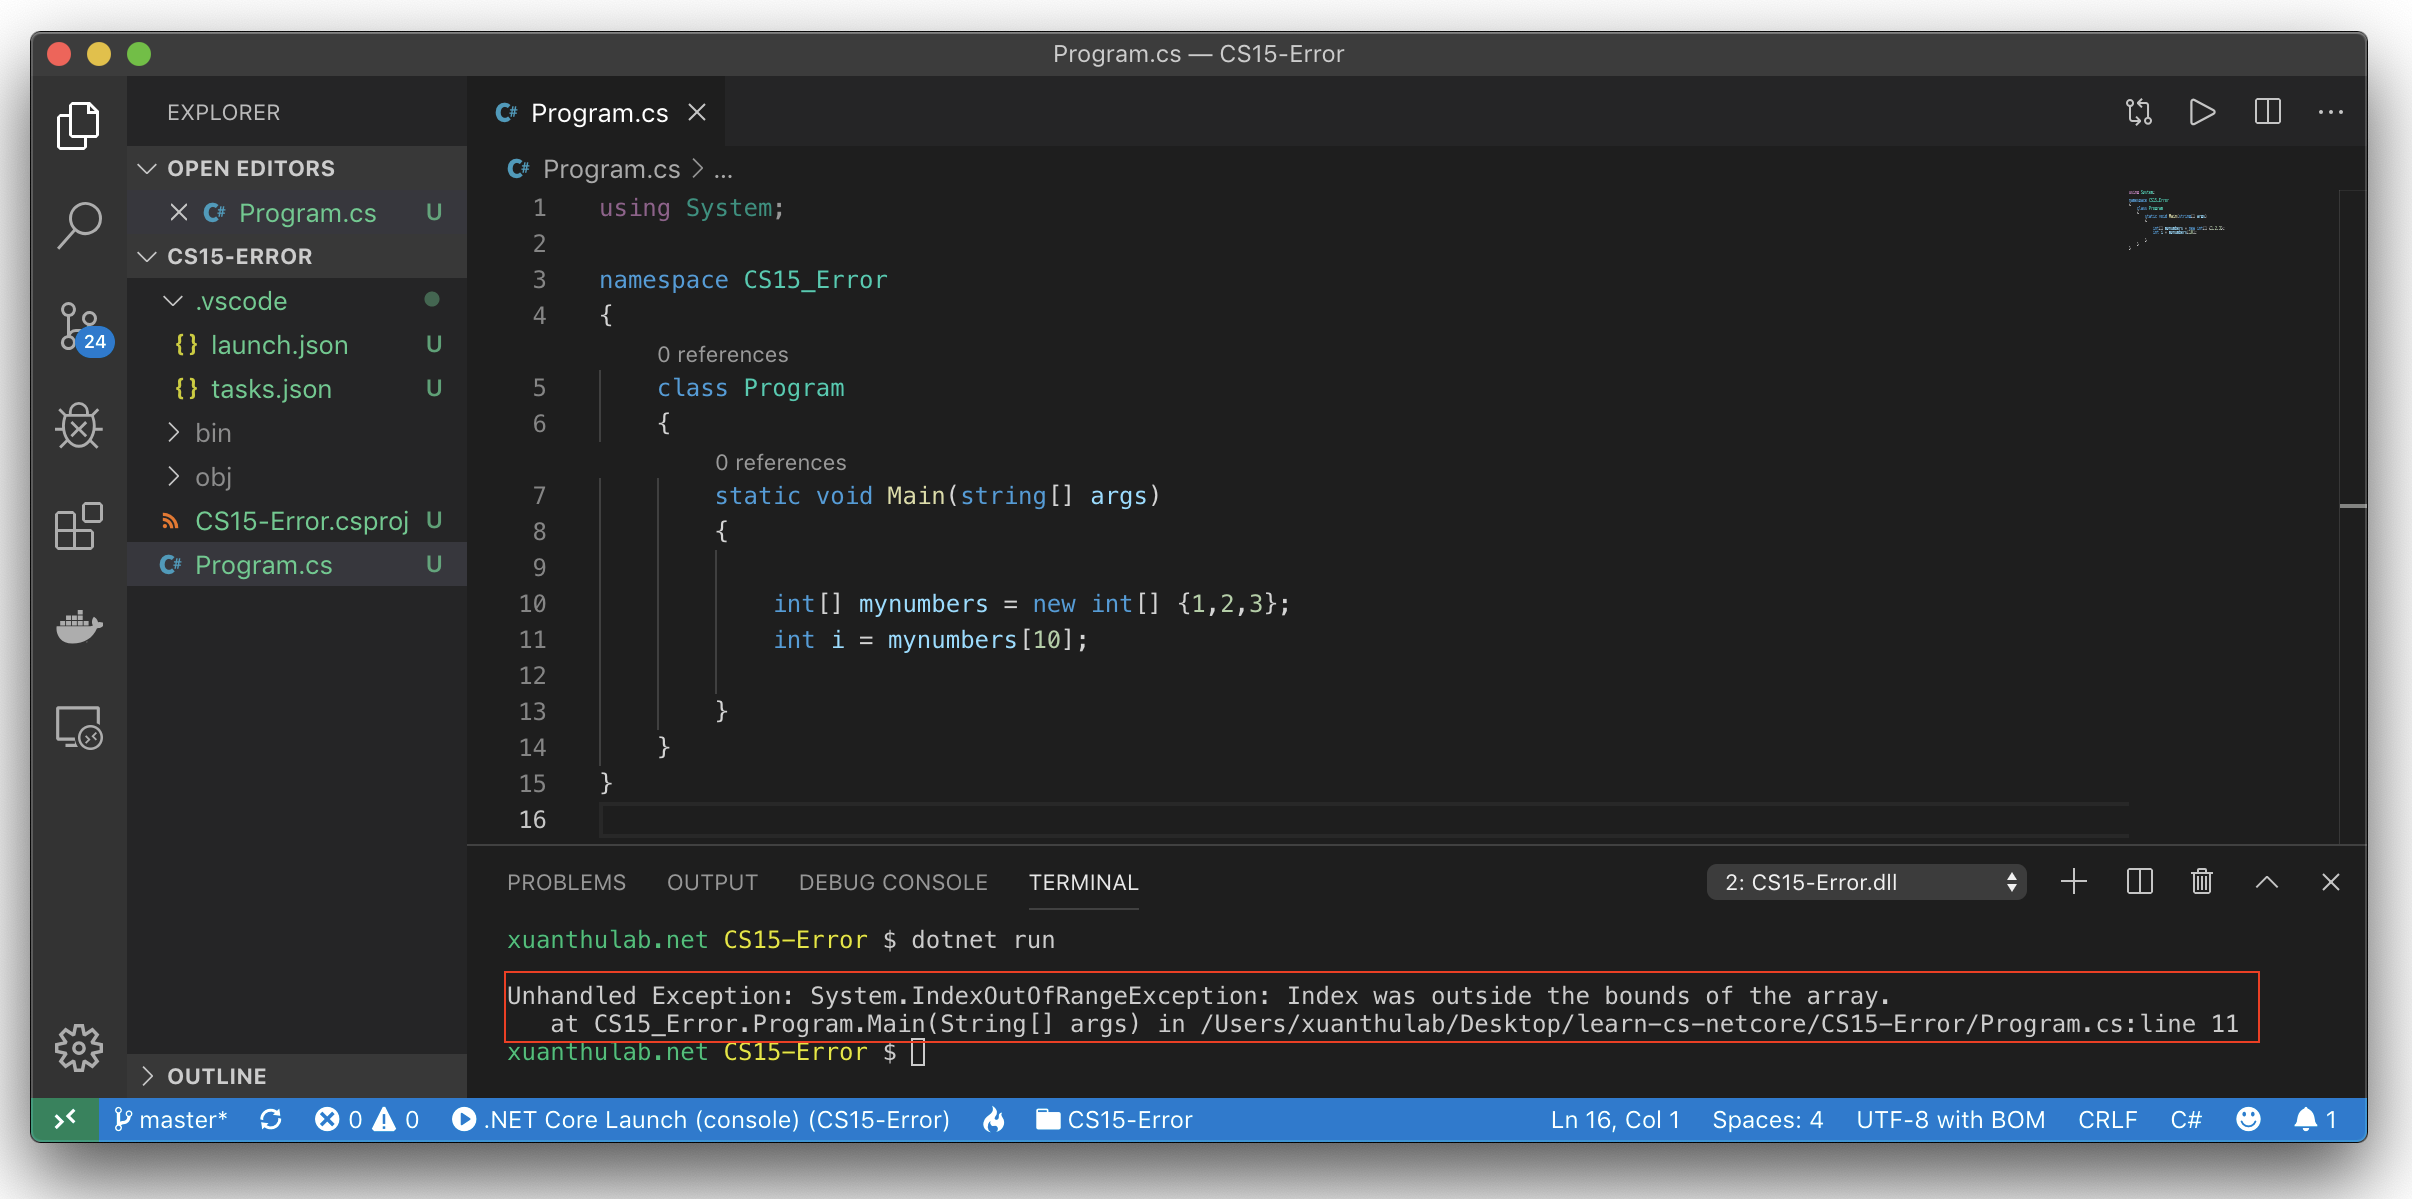 Program.cs — CS15-Error
EXPLORER
OPEN EDITORS
Program.cs U
CS15-ERROR
.vscode
{} launch.json U
{} tasks.json U
bin
obj
CS15-Error.csproj U
C# Program.cs U
OUTLINE
24
C# Program.cs
C# Program.cs > ...
1 using System;
2
3 namespace CS15_Error
4 {
0 references
5 class Program
6 {
0 references
7 static void Main(string[] args)
8 {
9
10 int[] mynumbers = new int[] {1,2,3};
11 int i = mynumbers[10];
12
13 }
14 }
15 }
16
PROBLEMS OUTPUT DEBUG CONSOLE TERMINAL 2: CS15-Error.dll
xuanthulab.net CS15-Error $ dotnet run
Unhandled Exception: System.IndexOutOfRangeException: Index was outside the bounds of the array.
at CS15_Error.Program.Main(String[] args) in /Users/xuanthulab/Desktop/learn-cs-netcore/CS15-Error/Program.cs:line 11
xuanthulab.net CS15-Error $
master* 0 0 .NET Core Launch (console) (CS15-Error) CS15-Error Ln 16, Col 1 Spaces: 4 UTF-8 with BOM CRLF C# 1